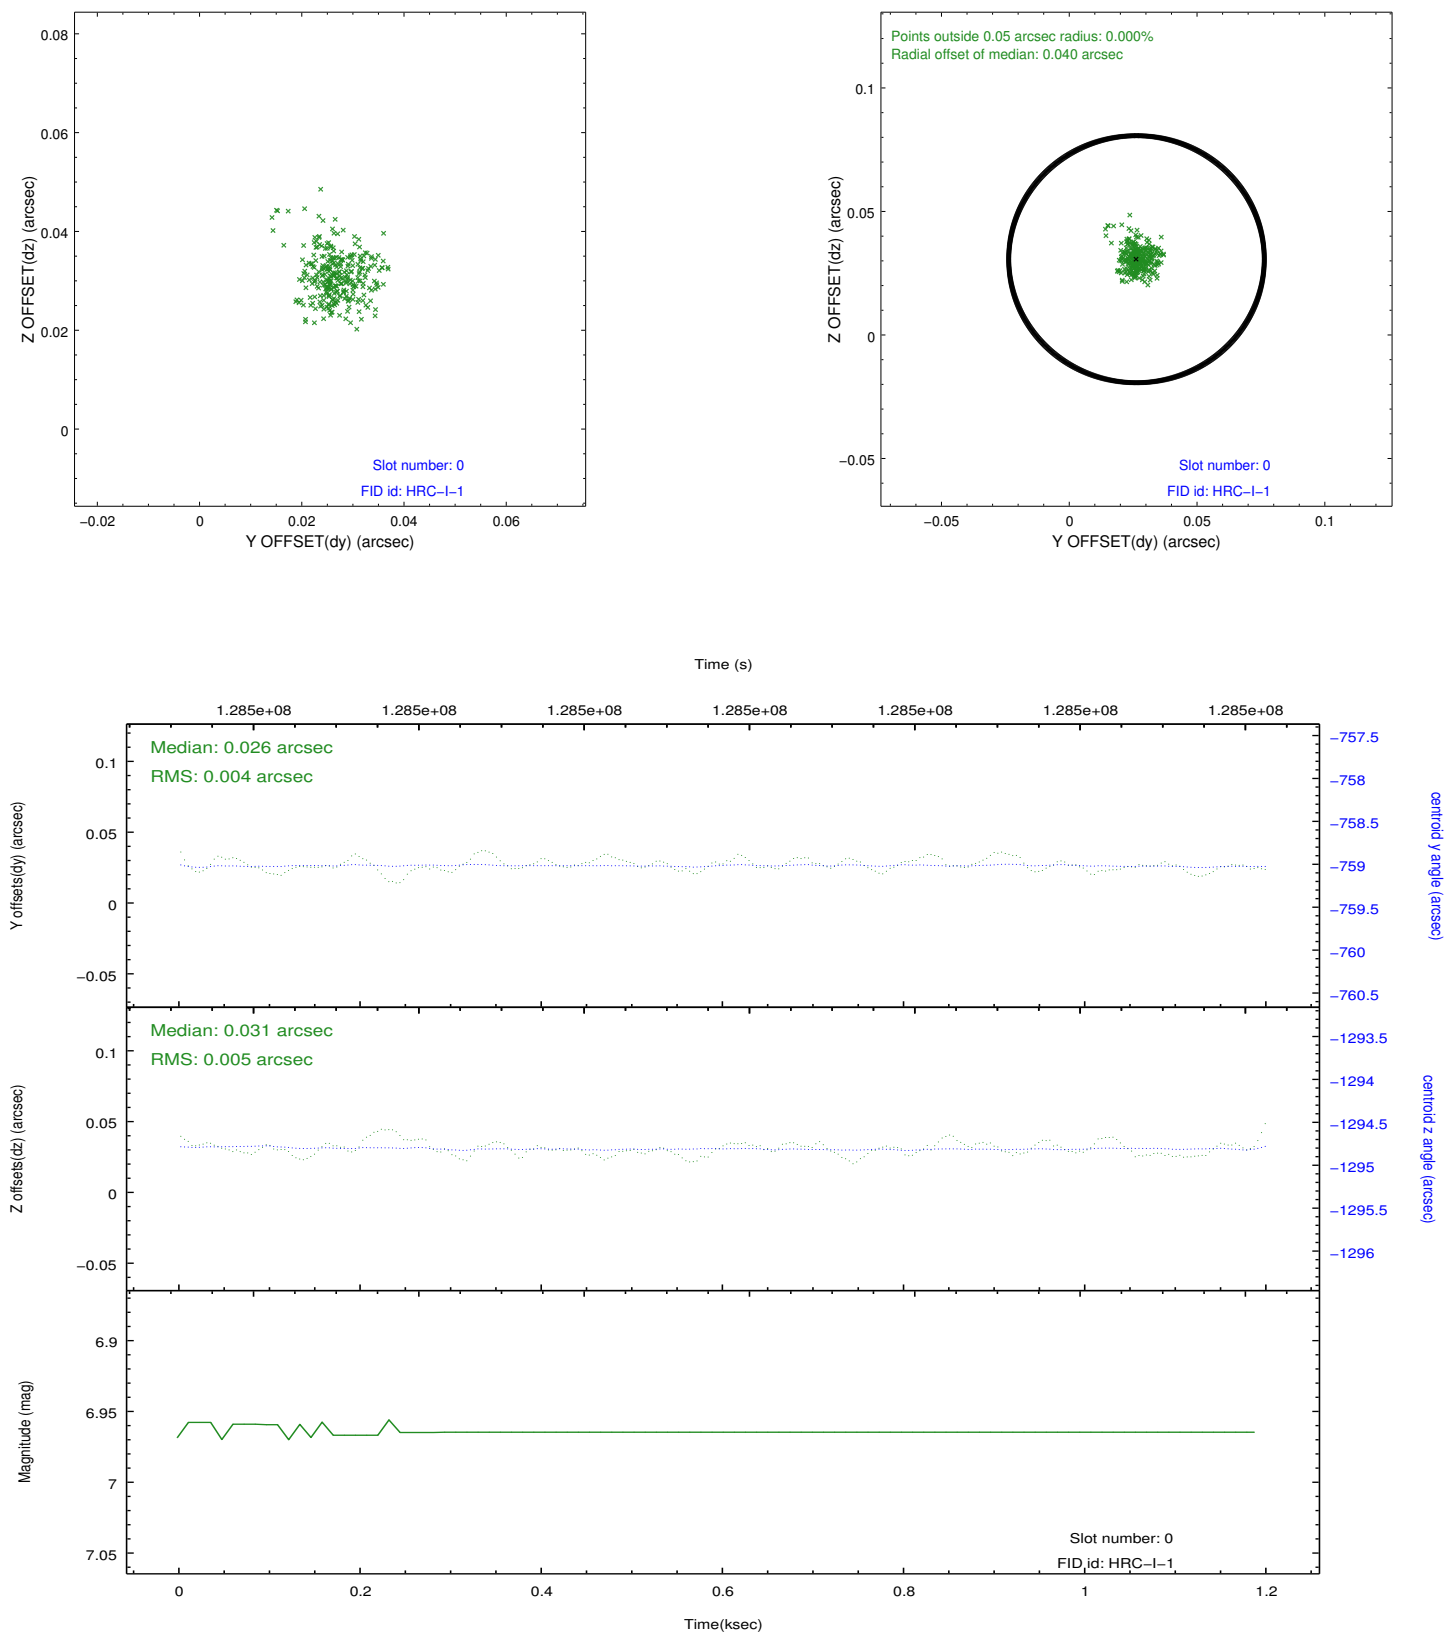 0.08
0.06
0.04
0.02
0
Z OFFSET(dz) (arcsec)
Slot number: 0
FID id: HRC−I−1
−0.02 0 0.02 0.04 0.06
Y OFFSET(dy) (arcsec)
Points outside 0.05 arcsec radius: 0.000%
Radial offset of median: 0.040 arcsec
0.1
0.05
0
−0.05
Z OFFSET(dz) (arcsec)
Slot number: 0
FID id: HRC−I−1
−0.05 0 0.05 0.1
Y OFFSET(dy) (arcsec)
Time (s)
1.285e+08 1.285e+08 1.285e+08 1.285e+08 1.285e+08 1.285e+08 1.285e+08
Median: 0.026 arcsec
RMS: 0.004 arcsec
0.1
0.05
0
−0.05
Y offsets(dy) (arcsec)
−757.5
−758
−758.5
−759
−759.5
−760
−760.5
centroid y angle (arcsec)
Median: 0.031 arcsec
RMS: 0.005 arcsec
0.1
0.05
0
−0.05
Z offsets(dz) (arcsec)
−1293.5
−1294
−1294.5
−1295
−1295.5
−1296
centroid z angle (arcsec)
6.9
6.95
7
7.05
Magnitude (mag)
Slot number: 0
FID id: HRC−I−1
0 0.2 0.4 0.6 0.8 1 1.2
Time(ksec)